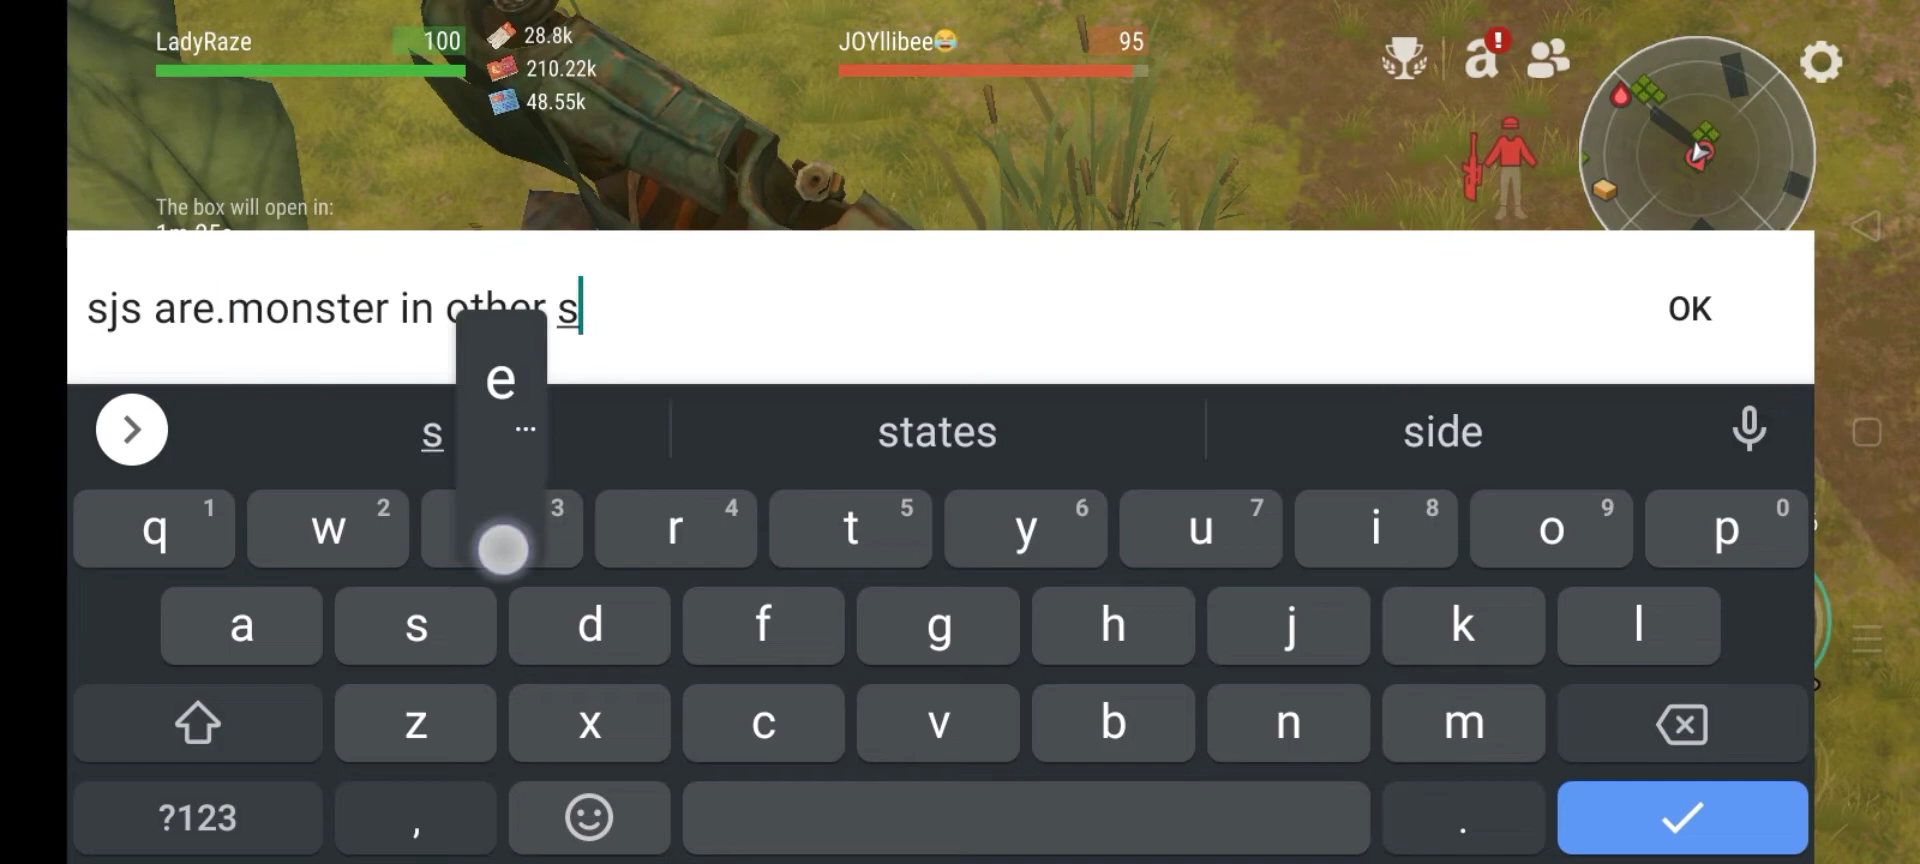 LadyRaze 100 28.8k JOYllibee😂 95
210.22k
48.55k
The box will open in:
sjs are.monster in other s OK
e
s states side
q 1 w 2 3 r 4 t 5 y 6 u 7 i 8 o 9 p 0
a s d f g h j k l
z x c v b n m
?123 , .